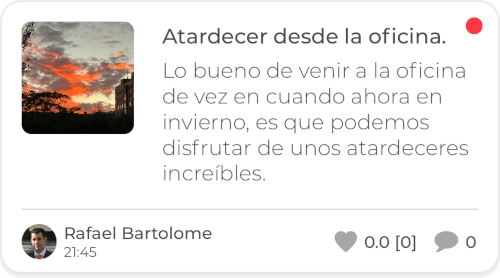 Atardecer desde la oficina.
Lo bueno de venir a la oficina
de vez en cuando ahora en
invierno, es que podemos
disfrutar de unos atardeceres
increíbles.
Rafael Bartolome
21:45
0.0 [0]
0